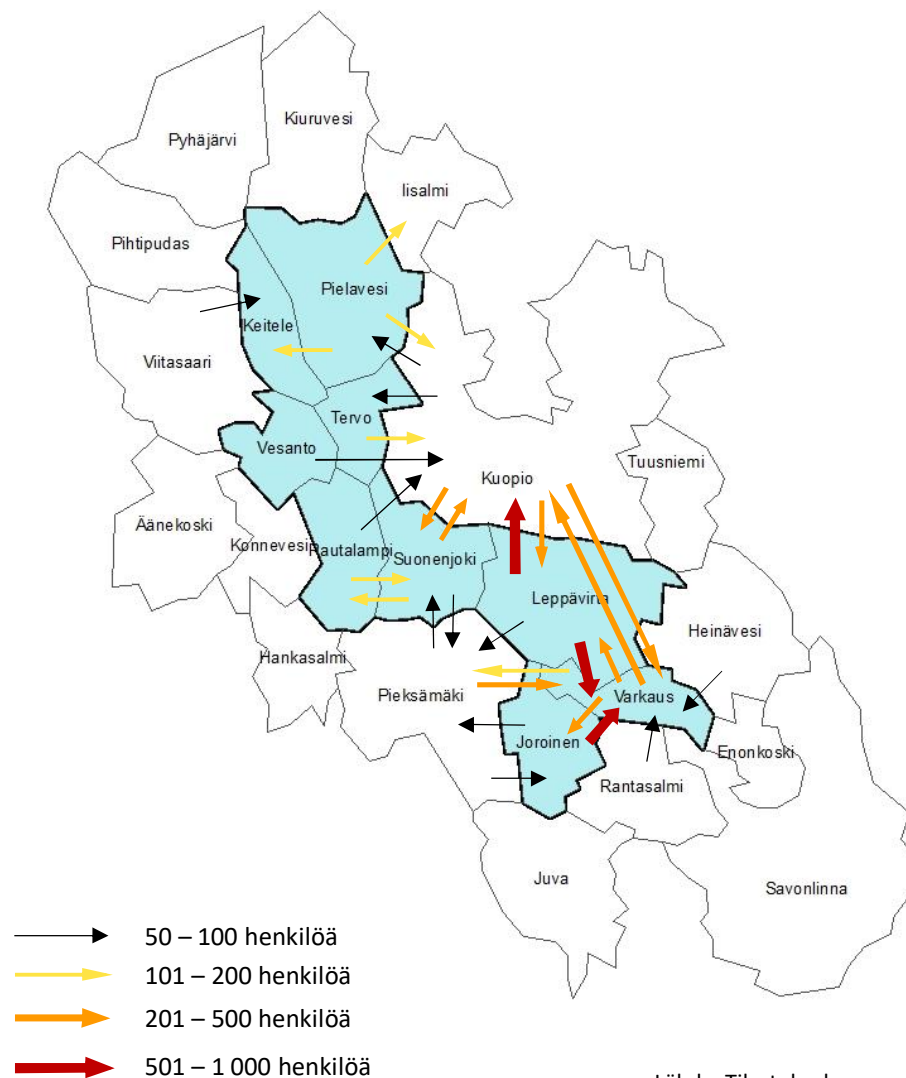 Kiuruvesi
Pyhäjärvi
Iisalmi
Pihtipudas
Pielavesi
Keitele
Viitasaari
Tervo
Vesanto
Tuusniemi
Kuopio
Äänekoski
Konnevesi
Rautalampi
Suonenjoki
Leppävirta
Heinävesi
Hankasalmi
Pieksämäki
Varkaus
Joroinen
Enonkoski
Rantasalmi
Juva
Savonlinna
50 – 100 henkilöä
101 – 200 henkilöä
201 – 500 henkilöä
501 – 1 000 henkilöä